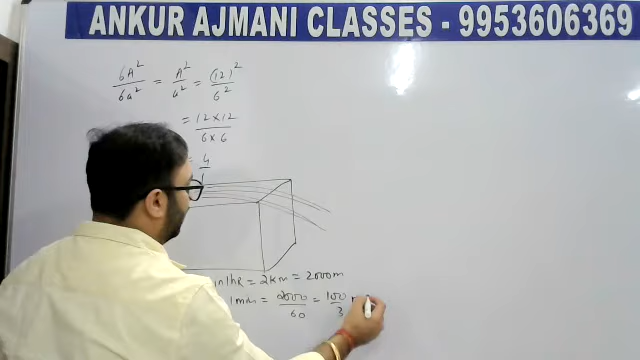 ANKUR AJMANI CLASSES - 9953606369
6A²/6a² = A²/a² = (12)²/6²
= 12 × 12/6 × 6
4/1
in 1hR = 2km = 2000m
1min = 2000/60 = 100/3